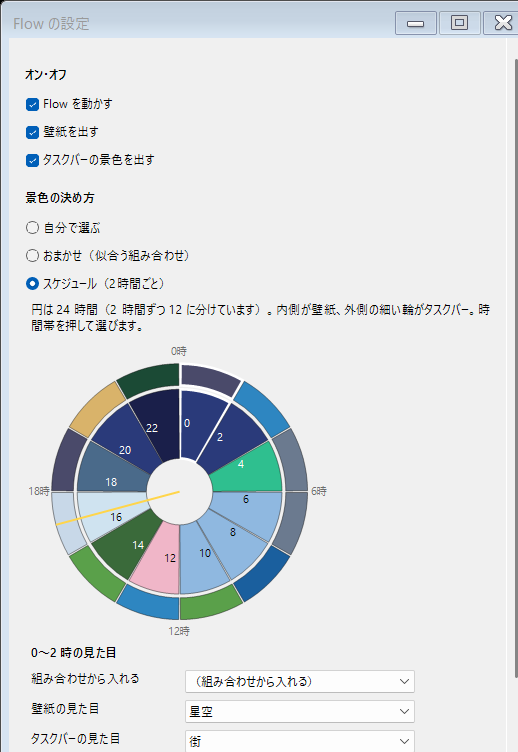 Flow の設定
オン・オフ
Flow を動かす
壁紙を出す
タスクバーの景色を出す
景色の決め方
自分で選ぶ
おまかせ（似合う組み合わせ）
スケジュール（2時間ごと）
円は 24 時間（2 時間ずつ 12 に分けています）。内側が壁紙、外側の細い輪がタスクバー。時
間帯を押して選びます。
0時
22 0
20 2
18 4
18時 6時
16 6
14 8
12 10
12時
0～2 時の見た目
組み合わせから入れる （組み合わせから入れる）
壁紙の見た目 星空
タスクバーの見た目 街